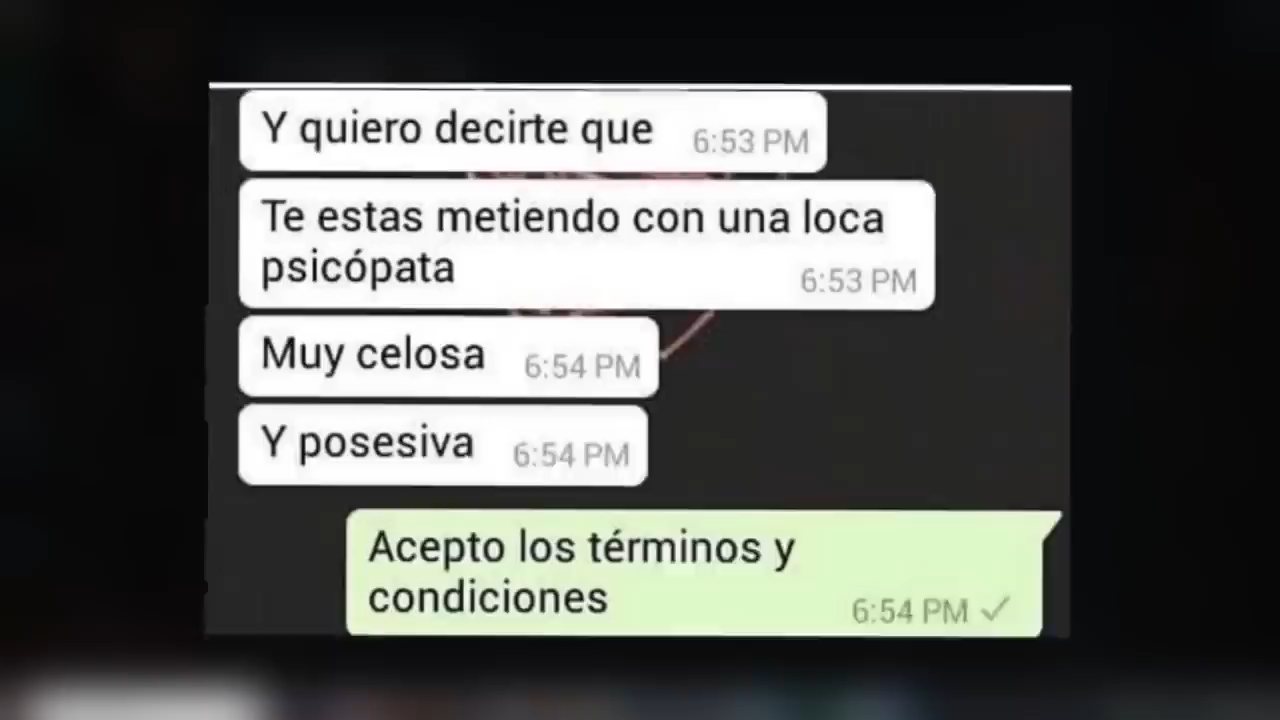 Y quiero decirte que 6:53 PM
Te estas metiendo con una loca
psicópata 6:53 PM
Muy celosa 6:54 PM
Y posesiva 6:54 PM
Acepto los términos y
condiciones 6:54 PM